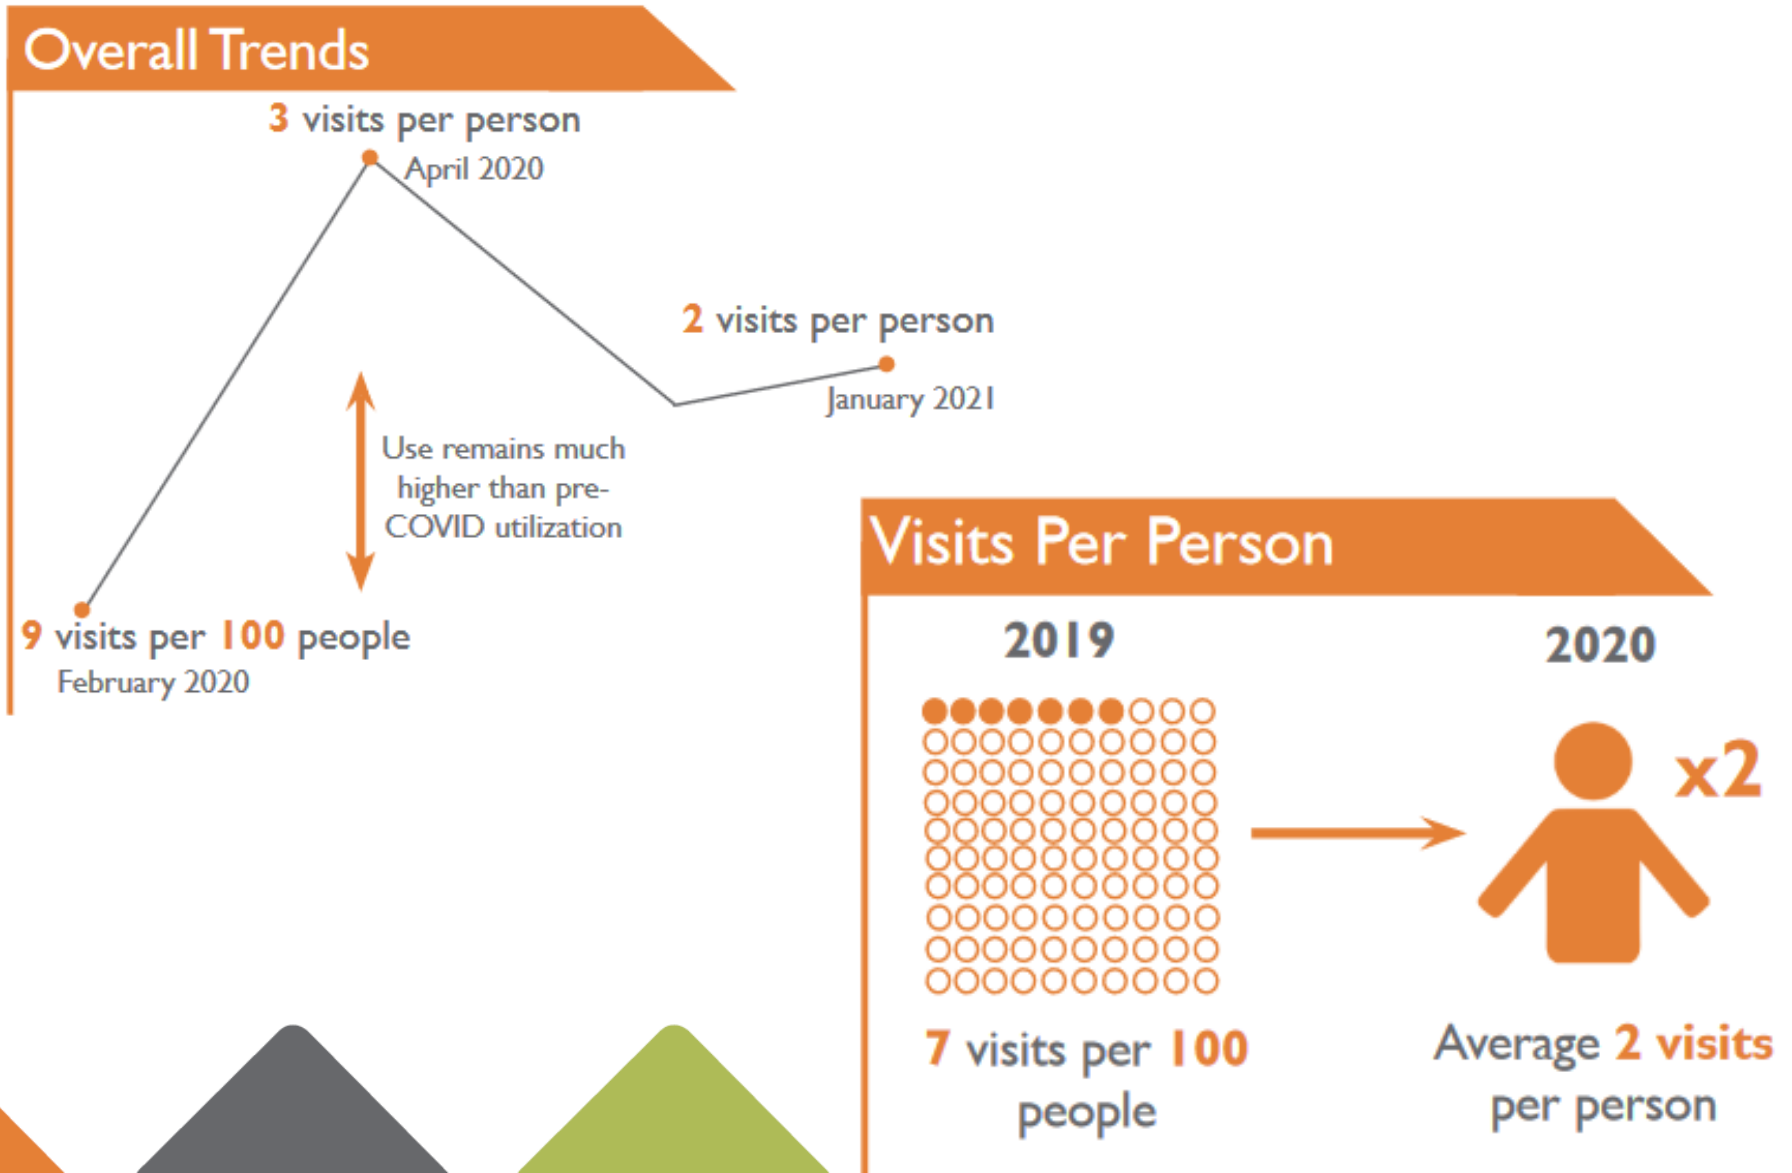 Overall Trends
3 visits per person
April 2020
2 visits per person
January 2021
Use remains much
higher than pre-
COVID utilization
9 visits per 100 people
February 2020
Visits Per Person
2019
2020
x2
7 visits per 100
people
Average 2 visits
per person